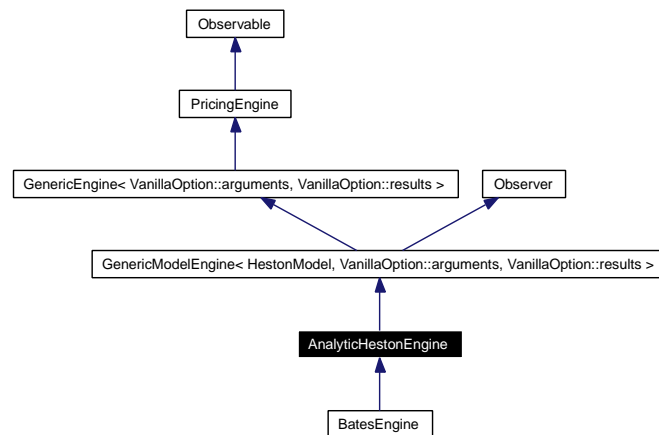 Observable
PricingEngine
GenericEngine< VanillaOption::arguments, VanillaOption::results >
Observer
GenericModelEngine< HestonModel, VanillaOption::arguments, VanillaOption::results >
AnalyticHestonEngine
BatesEngine